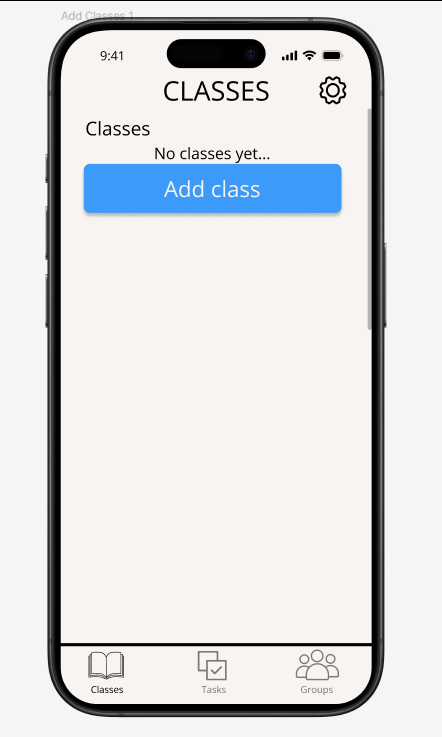 Add Classes 1
9:41
CLASSES
Classes
No classes yet...
Add class
Classes
Tasks
Groups